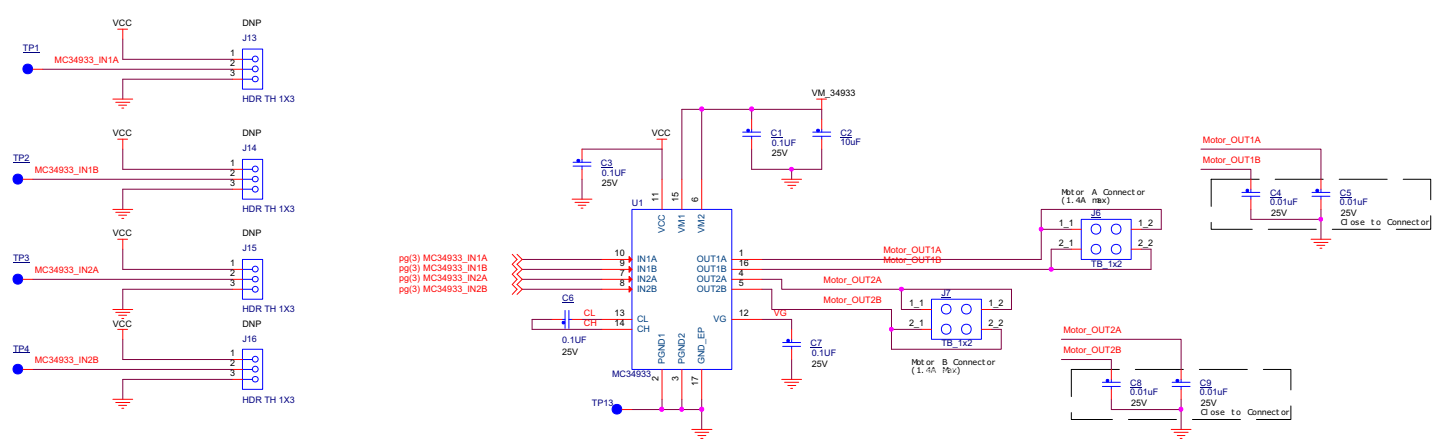 VCC
DNP
J13
TP1
MC34933_IN1A
1
2
3
HDR TH 1X3
VCC
DNP
J14
TP2
MC34933_IN1B
1
2
3
HDR TH 1X3
VCC
DNP
J15
TP3
MC34933_IN2A
1
2
3
HDR TH 1X3
VCC
DNP
J16
TP4
MC34933_IN2B
1
2
3
HDR TH 1X3
VM_34933
VCC
C1
0.1UF
25V
C2
10uF
C3
0.1UF
25V
U1
11
15
6
VCC
VM1
VM2
pg(3) MC34933_IN1A
10
IN1A
pg(3) MC34933_IN1B
9
IN1B
pg(3) MC34933_IN2A
7
IN2A
pg(3) MC34933_IN2B
8
IN2B
OUT1A
1
OUT1B
16
OUT2A
4
OUT2B
5
C6
CL
13
CL
CH
14
CH
0.1UF
25V
VG
12
VG
C7
0.1UF
25V
PGND1
PGND2
GND_EP
MC34933
2
3
17
TP13
Motor_OUT1A
Motor_OUT1B
Motor_OUT2A
Motor_OUT2B
Motor A Connector
(1.4A max)
J6
1_1
1_2
2_1
2_2
TB_1x2
J7
1_1
1_2
2_1
2_2
TB_1x2
Motor B Connector
(1.4A Max)
Motor_OUT1A
Motor_OUT1B
C4
0.01uF
25V
C5
0.01uF
25V
Close to Connector
Motor_OUT2A
Motor_OUT2B
C8
0.01uF
25V
C9
0.01uF
25V
Close to Connector